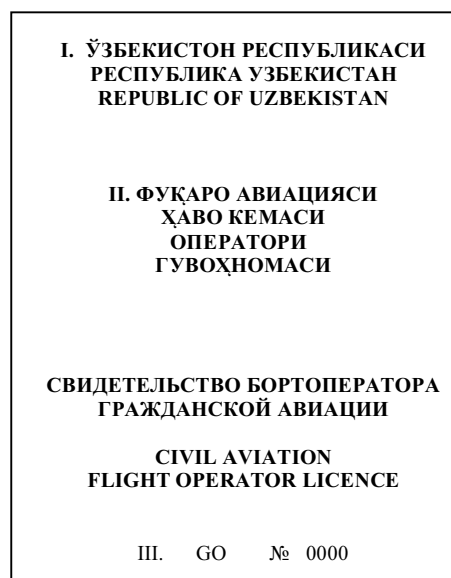 I. ЎЗБЕКИСТОН РЕСПУБЛИКАСИ
РЕСПУБЛИКА УЗБЕКИСТАН
REPUBLIC OF UZBEKISTAN
II. ФУҚАРО АВИАЦИЯСИ
ҲАВО КЕМАСИ
ОПЕРАТОРИ
ГУВОҲНОМАСИ
СВИДЕТЕЛЬСТВО БОРТОПЕРАТОРА
ГРАЖДАНСКОЙ АВИАЦИИ
CIVIL AVIATION
FLIGHT OPERATOR LICENCE
III. GO № 0000